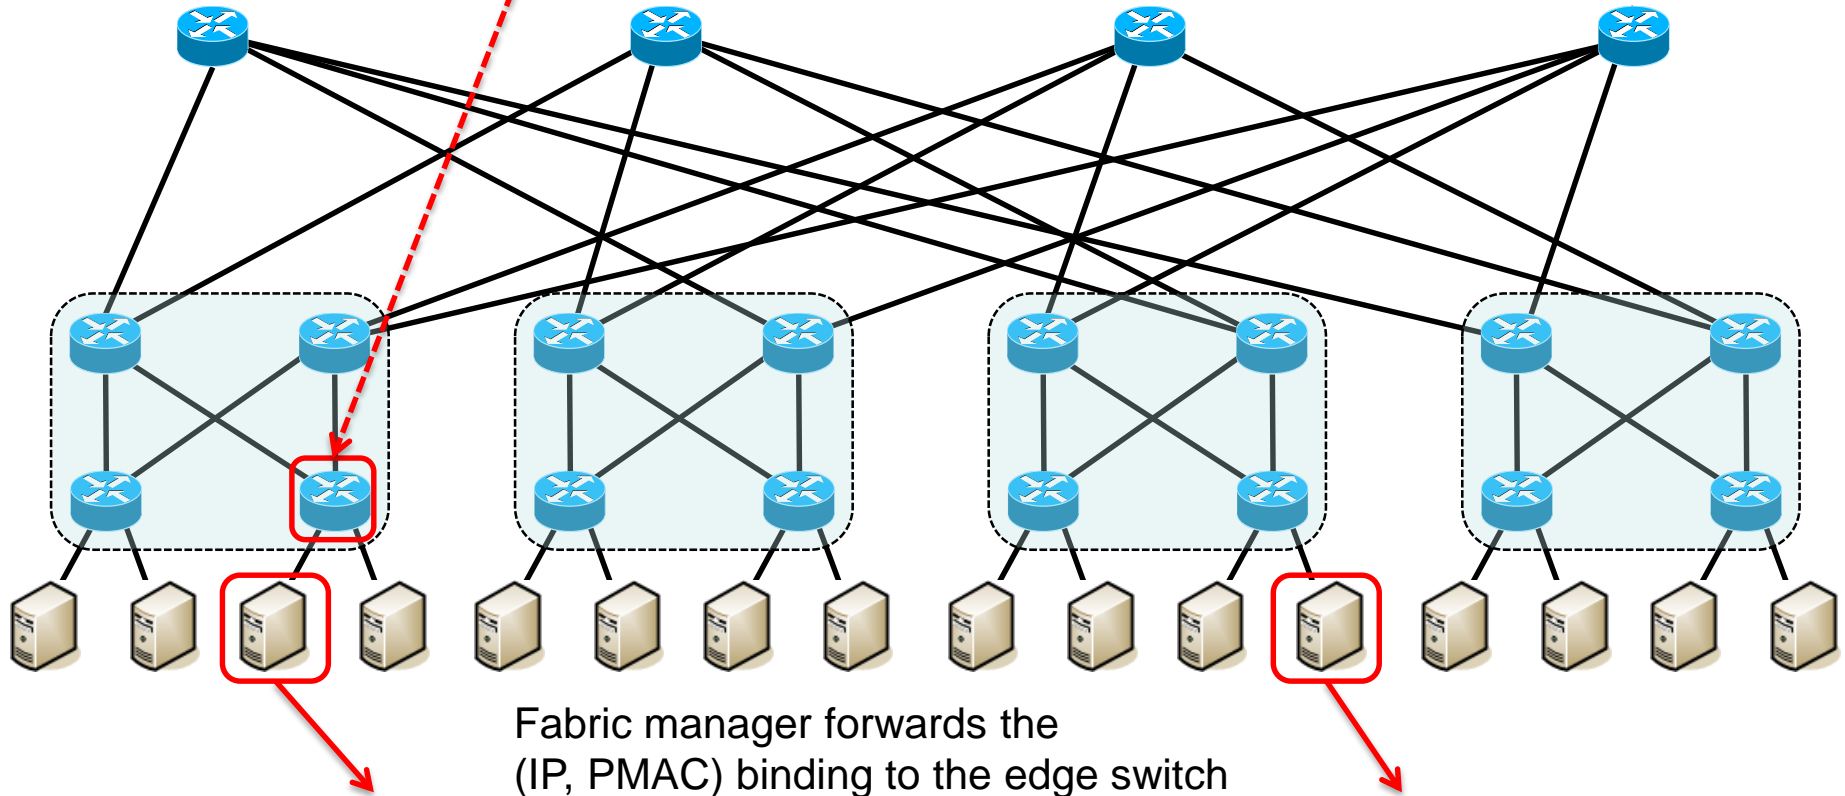 Fabric manager forwards the
(IP, PMAC) binding to the edge switch